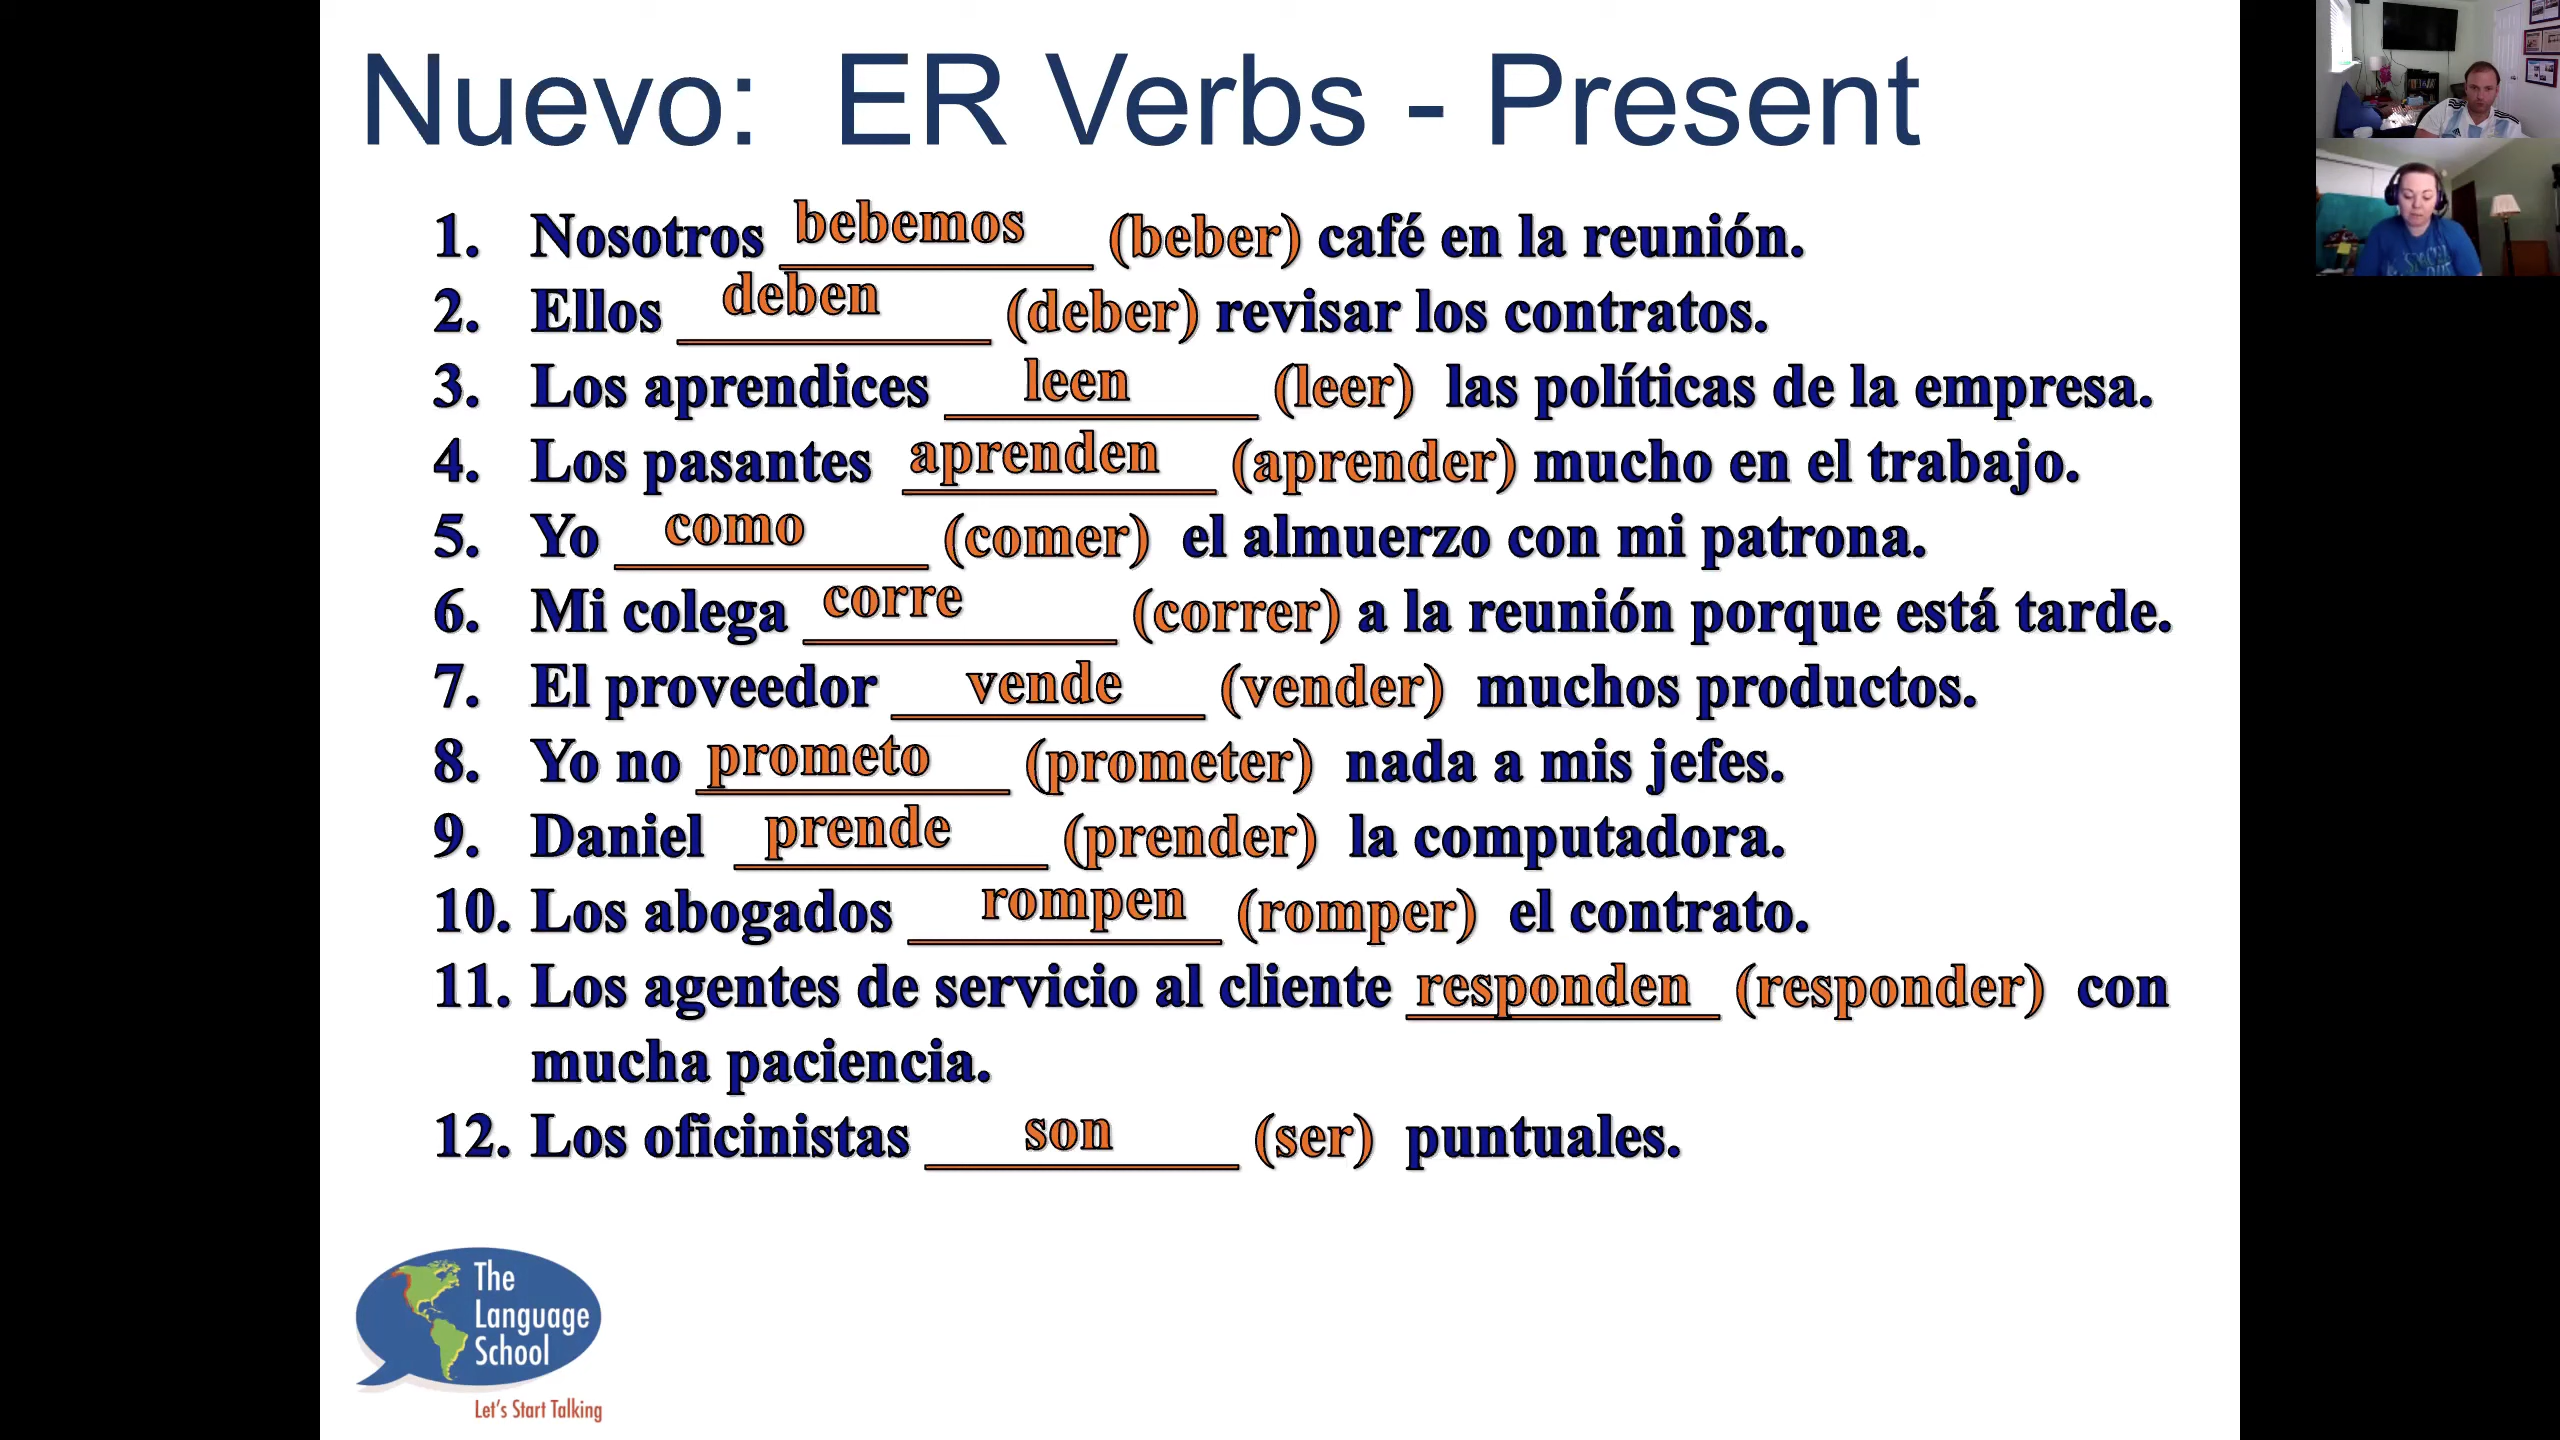 Nuevo: ER Verbs - Present
1. Nosotros bebemos (beber) café en la reunión.
2. Ellos deben (deber) revisar los contratos.
3. Los aprendices leen (leer) las políticas de la empresa.
4. Los pasantes aprenden (aprender) mucho en el trabajo.
5. Yo como (comer) el almuerzo con mi patrona.
6. Mi colega corre (correr) a la reunión porque está tarde.
7. El proveedor vende (vender) muchos productos.
8. Yo no prometo (prometer) nada a mis jefes.
9. Daniel prende (prender) la computadora.
10. Los abogados rompen (romper) el contrato.
11. Los agentes de servicio al cliente responden (responder) con
mucha paciencia.
12. Los oficinistas son (ser) puntuales.
The
Language
School
Let's Start Talking